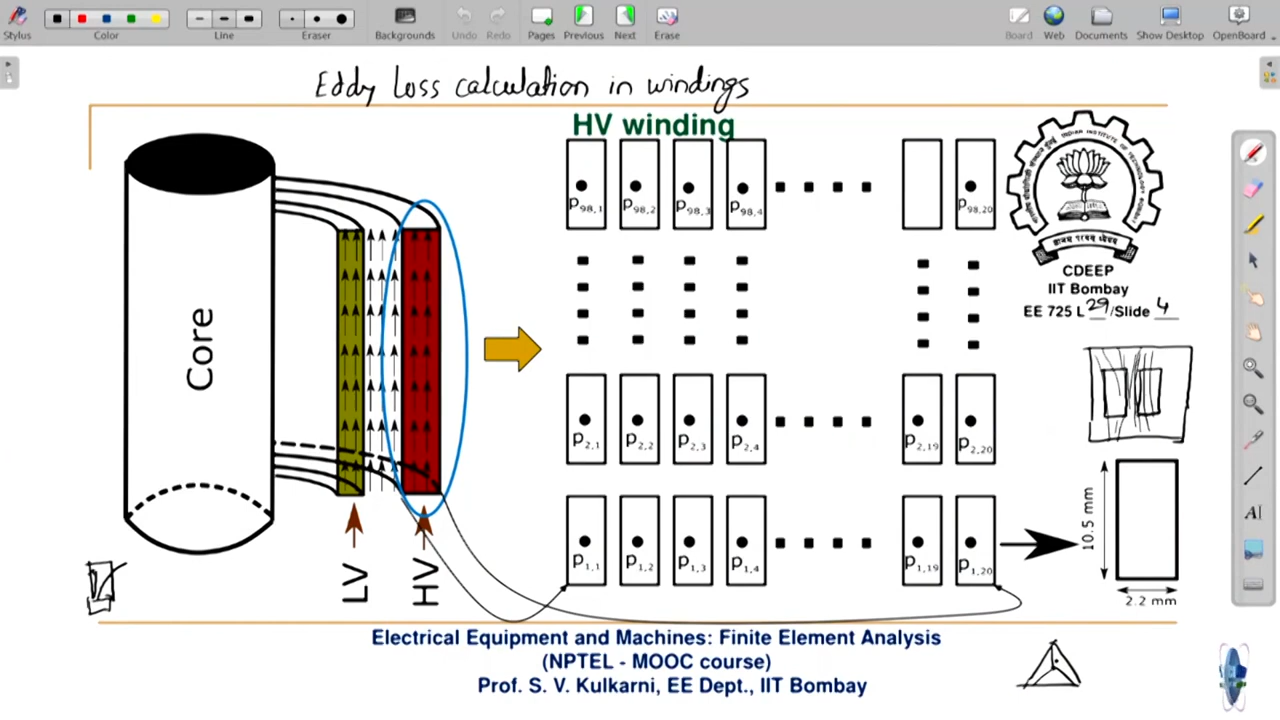 Stylus
Color
Line
Eraser
Backgrounds
Undo
Redo
Pages
Previous
Next
Erase
Board
Web
Documents
Show Desktop
OpenBoard
Eddy Loss calculation in windings
HV winding
Core
LV
HV
P98,1 P98,2 P98,3 P98,4 P98,20
P2,1 P2,2 P2,3 P2,4 P2,19 P2,20
P1,1 P1,2 P1,3 P1,4 P1,19 P1,20
CDEEP
IIT Bombay
EE 725 L 29/Slide 4
10.5 mm
2.2 mm
Electrical Equipment and Machines: Finite Element Analysis
(NPTEL - MOOC course)
Prof. S. V. Kulkarni, EE Dept., IIT Bombay